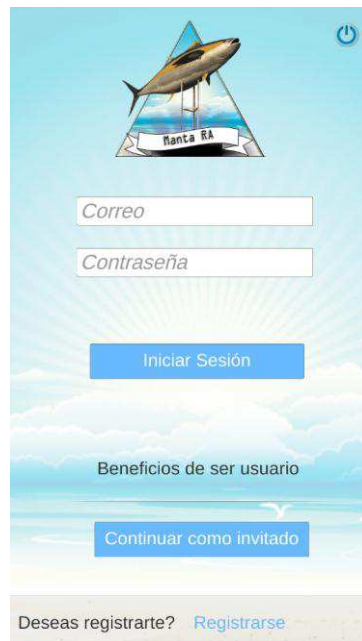 Manta RA
Correo
Contraseña
Iniciar Sesión
Beneficios de ser usuario
Continuar como invitado
Deseas registrarte? Registrarse